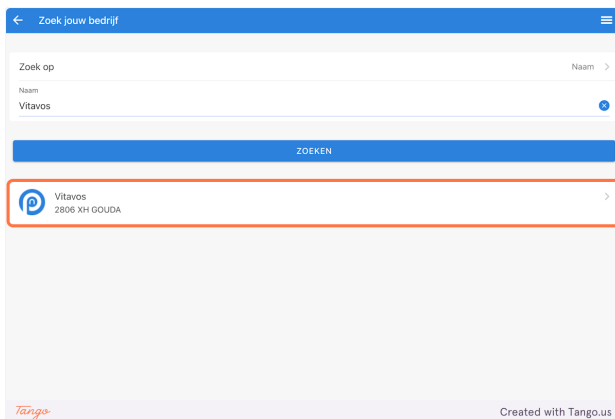 Zoek jouw bedrijf
Zoek op Naam
Naam
Vitavos
ZOEKEN
Vitavos
2806 XH GOUDA
Tango Created with Tango.us